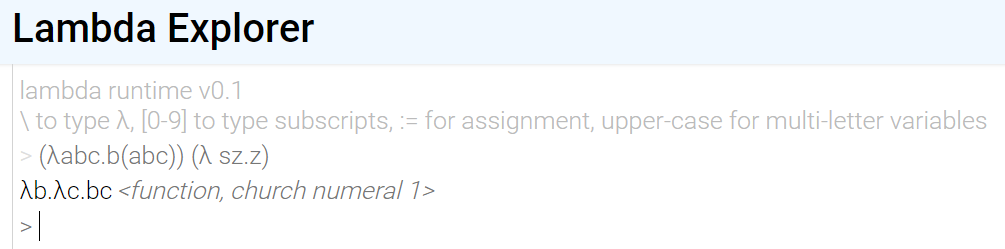 Lambda Explorer
lambda runtime v0.1
\ to type λ, [0-9] to type subscripts, := for assignment, upper-case for multi-letter variables
> (λabc.b(abc)) (λ sz.z)
λb.λc.bc <function, church numeral 1>
>